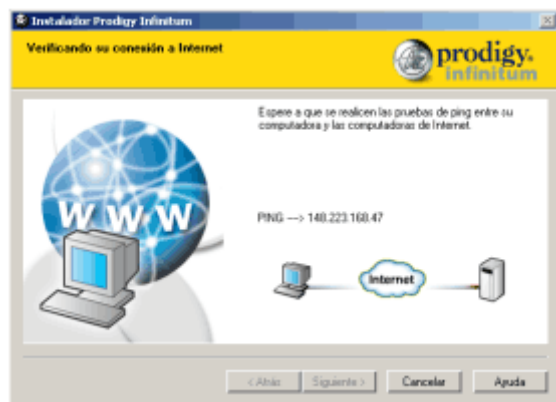 Instalador Prodigy Infinitum
Verificando su conexión a Internet
prodigy.
infinitum
Espere a que se realicen las pruebas de ping entre su
computadora y las computadoras de Internet
WWW
PING ---> 148.223.168.47
Internet
< Atrás
Siguiente >
Cancelar
Ayuda